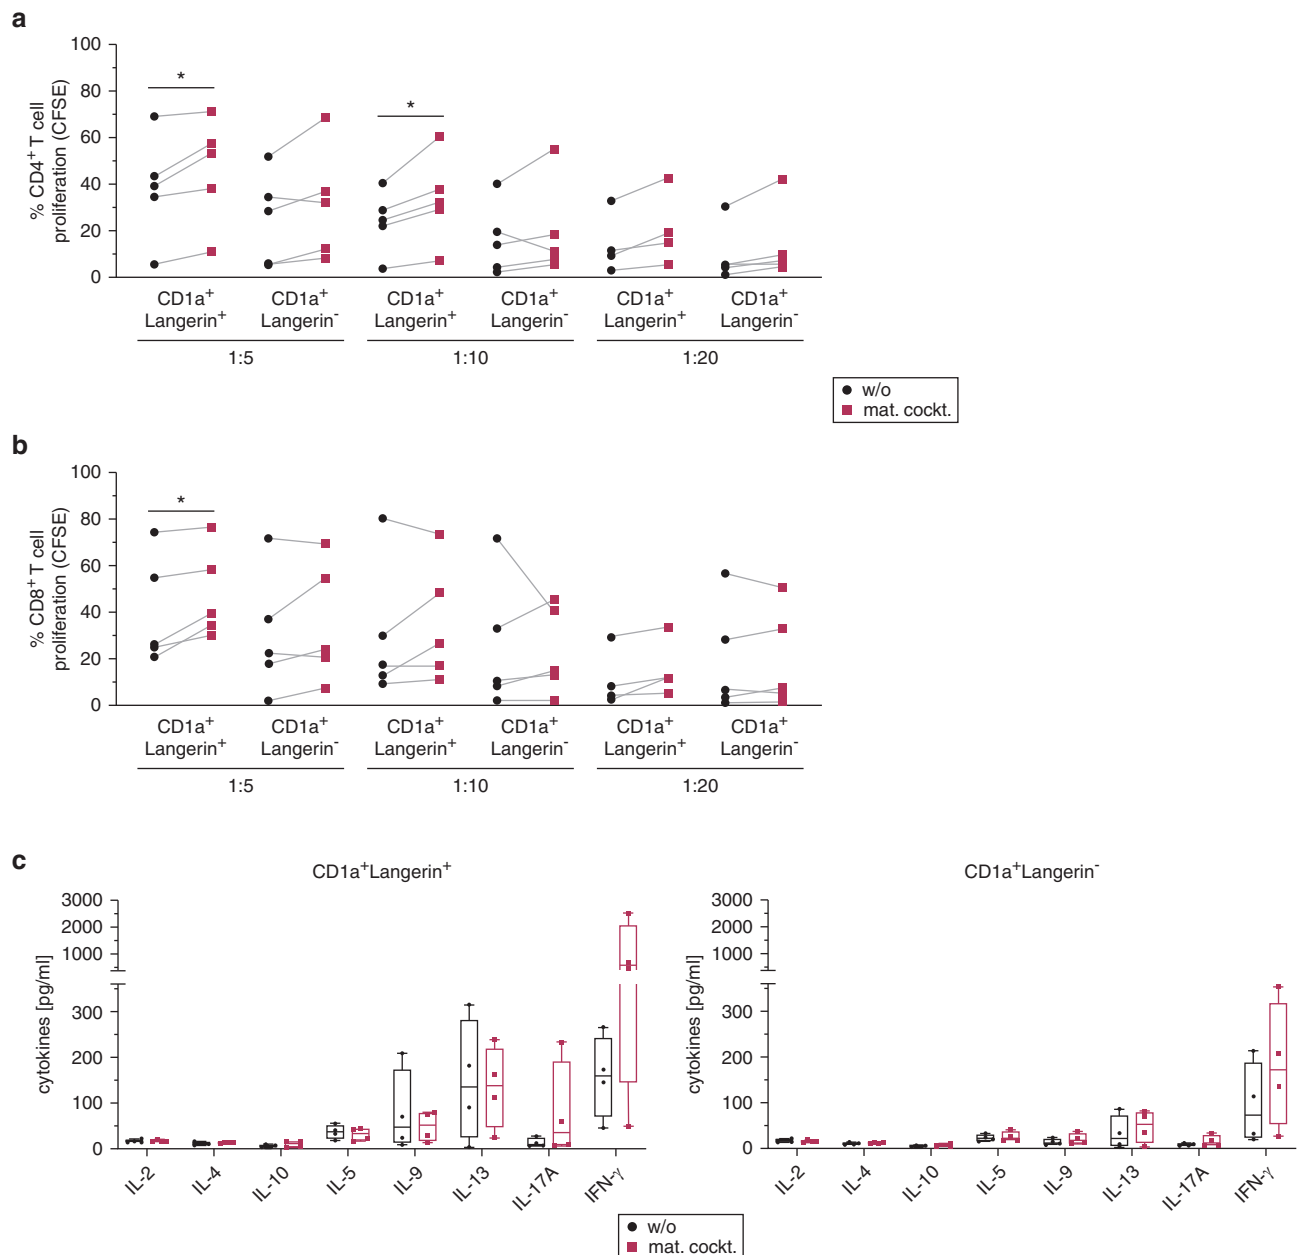 a
% CD4+ T cell
proliferation (CFSE)
100
80
60
40
20
0
*
*
CD1a+ Langerin+
CD1a+ Langerin-
CD1a+ Langerin+
CD1a+ Langerin-
CD1a+ Langerin+
CD1a+ Langerin-
1:5
1:10
1:20
w/o
mat. cockt.
b
% CD8+ T cell
proliferation (CFSE)
100
80
60
40
20
0
*
CD1a+ Langerin+
CD1a+ Langerin-
CD1a+ Langerin+
CD1a+ Langerin-
CD1a+ Langerin+
CD1a+ Langerin-
1:5
1:10
1:20
c
CD1a+Langerin+
cytokines [pg/ml]
3000
2000
1000
300
200
100
0
IL-2
IL-4
IL-10
IL-5
IL-9
IL-13
IL-17A
IFN-γ
CD1a+Langerin-
cytokines [pg/ml]
3000
2000
1000
300
200
100
0
IL-2
IL-4
IL-10
IL-5
IL-9
IL-13
IL-17A
IFN-γ
w/o
mat. cockt.